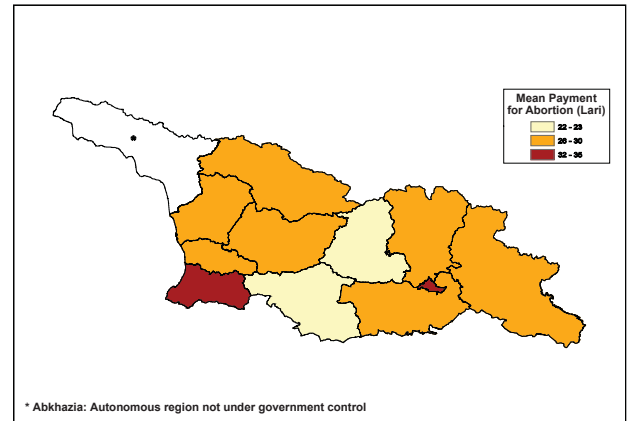 Mean Payment
for Abortion (Lari)
22 - 23
26 - 30
32 - 36
*
* Abkhazia: Autonomous region not under government control